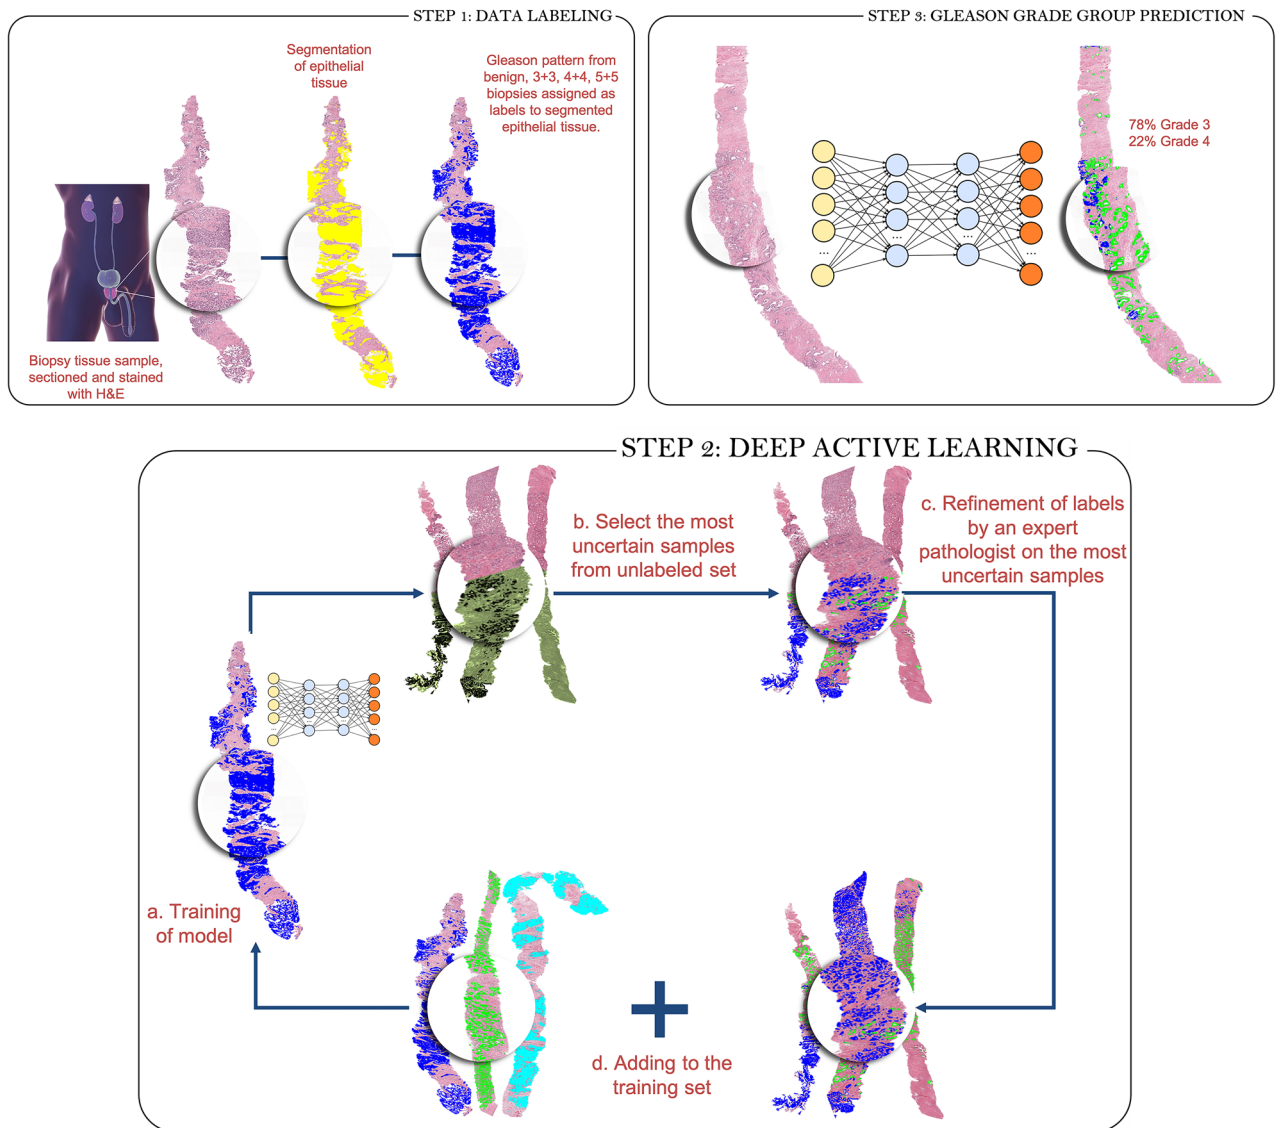 STEP 1: DATA LABELING
Segmentation
of epithelial
tissue
Gleason pattern from
benign, 3+3, 4+4, 5+5
biopsies assigned as
labels to segmented
epithelial tissue.
Biopsy tissue sample,
sectioned and stained
with H&E
STEP 3: GLEASON GRADE GROUP PREDICTION
78% Grade 3
22% Grade 4
...
...
...
...
STEP 2: DEEP ACTIVE LEARNING
b. Select the most
uncertain samples
from unlabeled set
c. Refinement of labels
by an expert
pathologist on the most
uncertain samples
...
...
...
...
a. Training
of model
d. Adding to the
training set